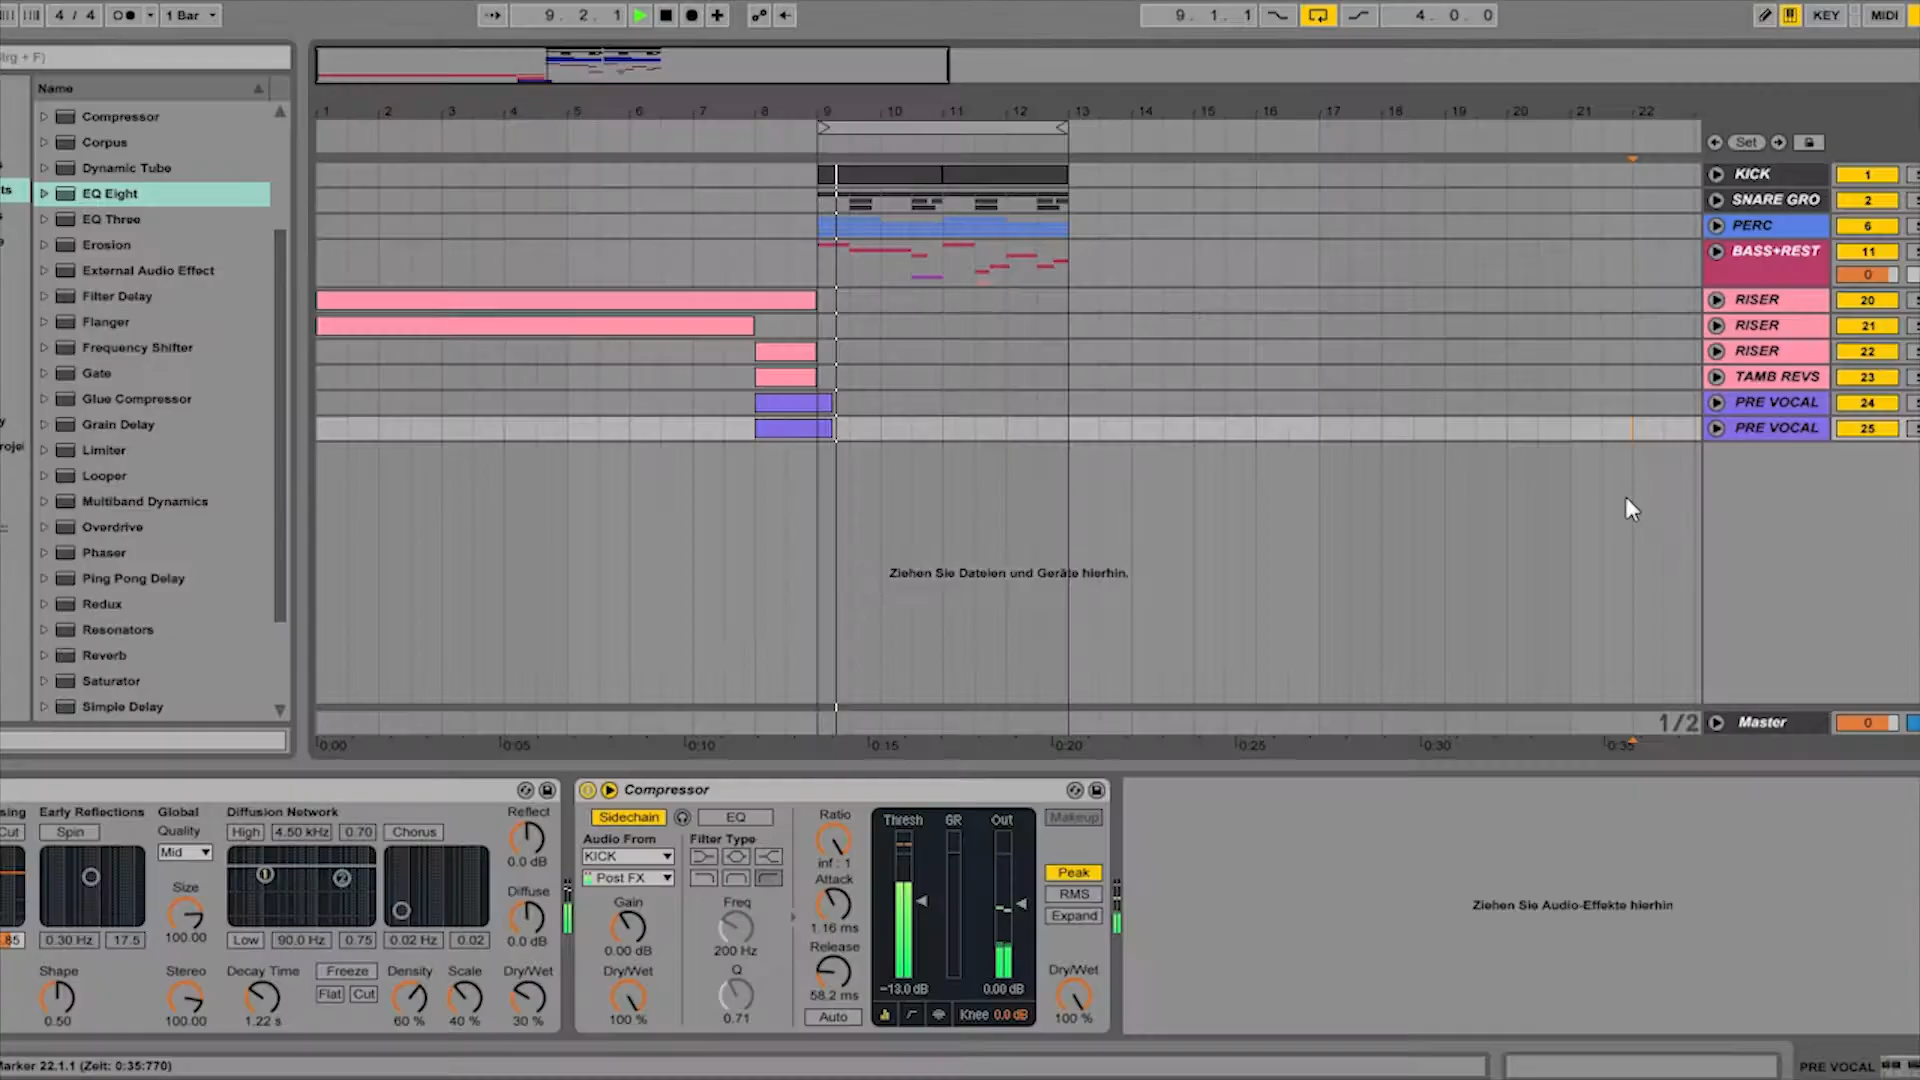 4 / 4
1 Bar
9. 2. 1
9. 1. 1
4. 0. 0
KEY
MIDI
trg + F)
Name
Compressor
Corpus
Dynamic Tube
EQ Eight
EQ Three
Erosion
External Audio Effect
Filter Delay
Flanger
Frequency Shifter
Gate
Glue Compressor
Grain Delay
Limiter
Looper
Multiband Dynamics
Overdrive
Phaser
Ping Pong Delay
Redux
Resonators
Reverb
Saturator
Simple Delay
1 2 3 4 5 6 7 8 9 10 11 12 13 14 15 16 17 18 19 20 21 22
Set
KICK 1
SNARE GRO 2
PERC 6
BASS+REST 11
0
RISER 20
RISER 21
RISER 22
TAMB REVS 23
PRE VOCAL 24
PRE VOCAL 25
Ziehen Sie Dateien und Geräte hierhin.
1/2
Master 0
0:00 0:05 0:10 0:15 0:20 0:25 0:30 0:35
Early Reflections
Spin
0.30 Hz 17.5
Shape
0.50
Global
Quality
Mid
Size
100.00
Stereo
100.00
Diffusion Network
High 4.50 kHz 0.70 Chorus
Low 90.0 Hz 0.75 0.02 Hz 0.02
Decay Time
1.22 s
Freeze
Flat Cut
Density
60 %
Scale
40 %
Reflect
0.0 dB
Diffuse
0.0 dB
Dry/Wet
30 %
Compressor
Sidechain
EQ
Audio From
KICK
Post FX
Filter Type
Gain
0.00 dB
Dry/Wet
100 %
Freq
200 Hz
Q
0.71
Ratio
inf : 1
Attack
1.16 ms
Release
58.2 ms
Auto
Thresh GR Out
-13.0 dB 0.00 dB
Knee 0.0 dB
Makeup
Peak
RMS
Expand
Dry/Wet
100 %
Ziehen Sie Audio-Effekte hierhin
Marker 22.1.1 (Zeit: 0:35:770)
PRE VOCAL